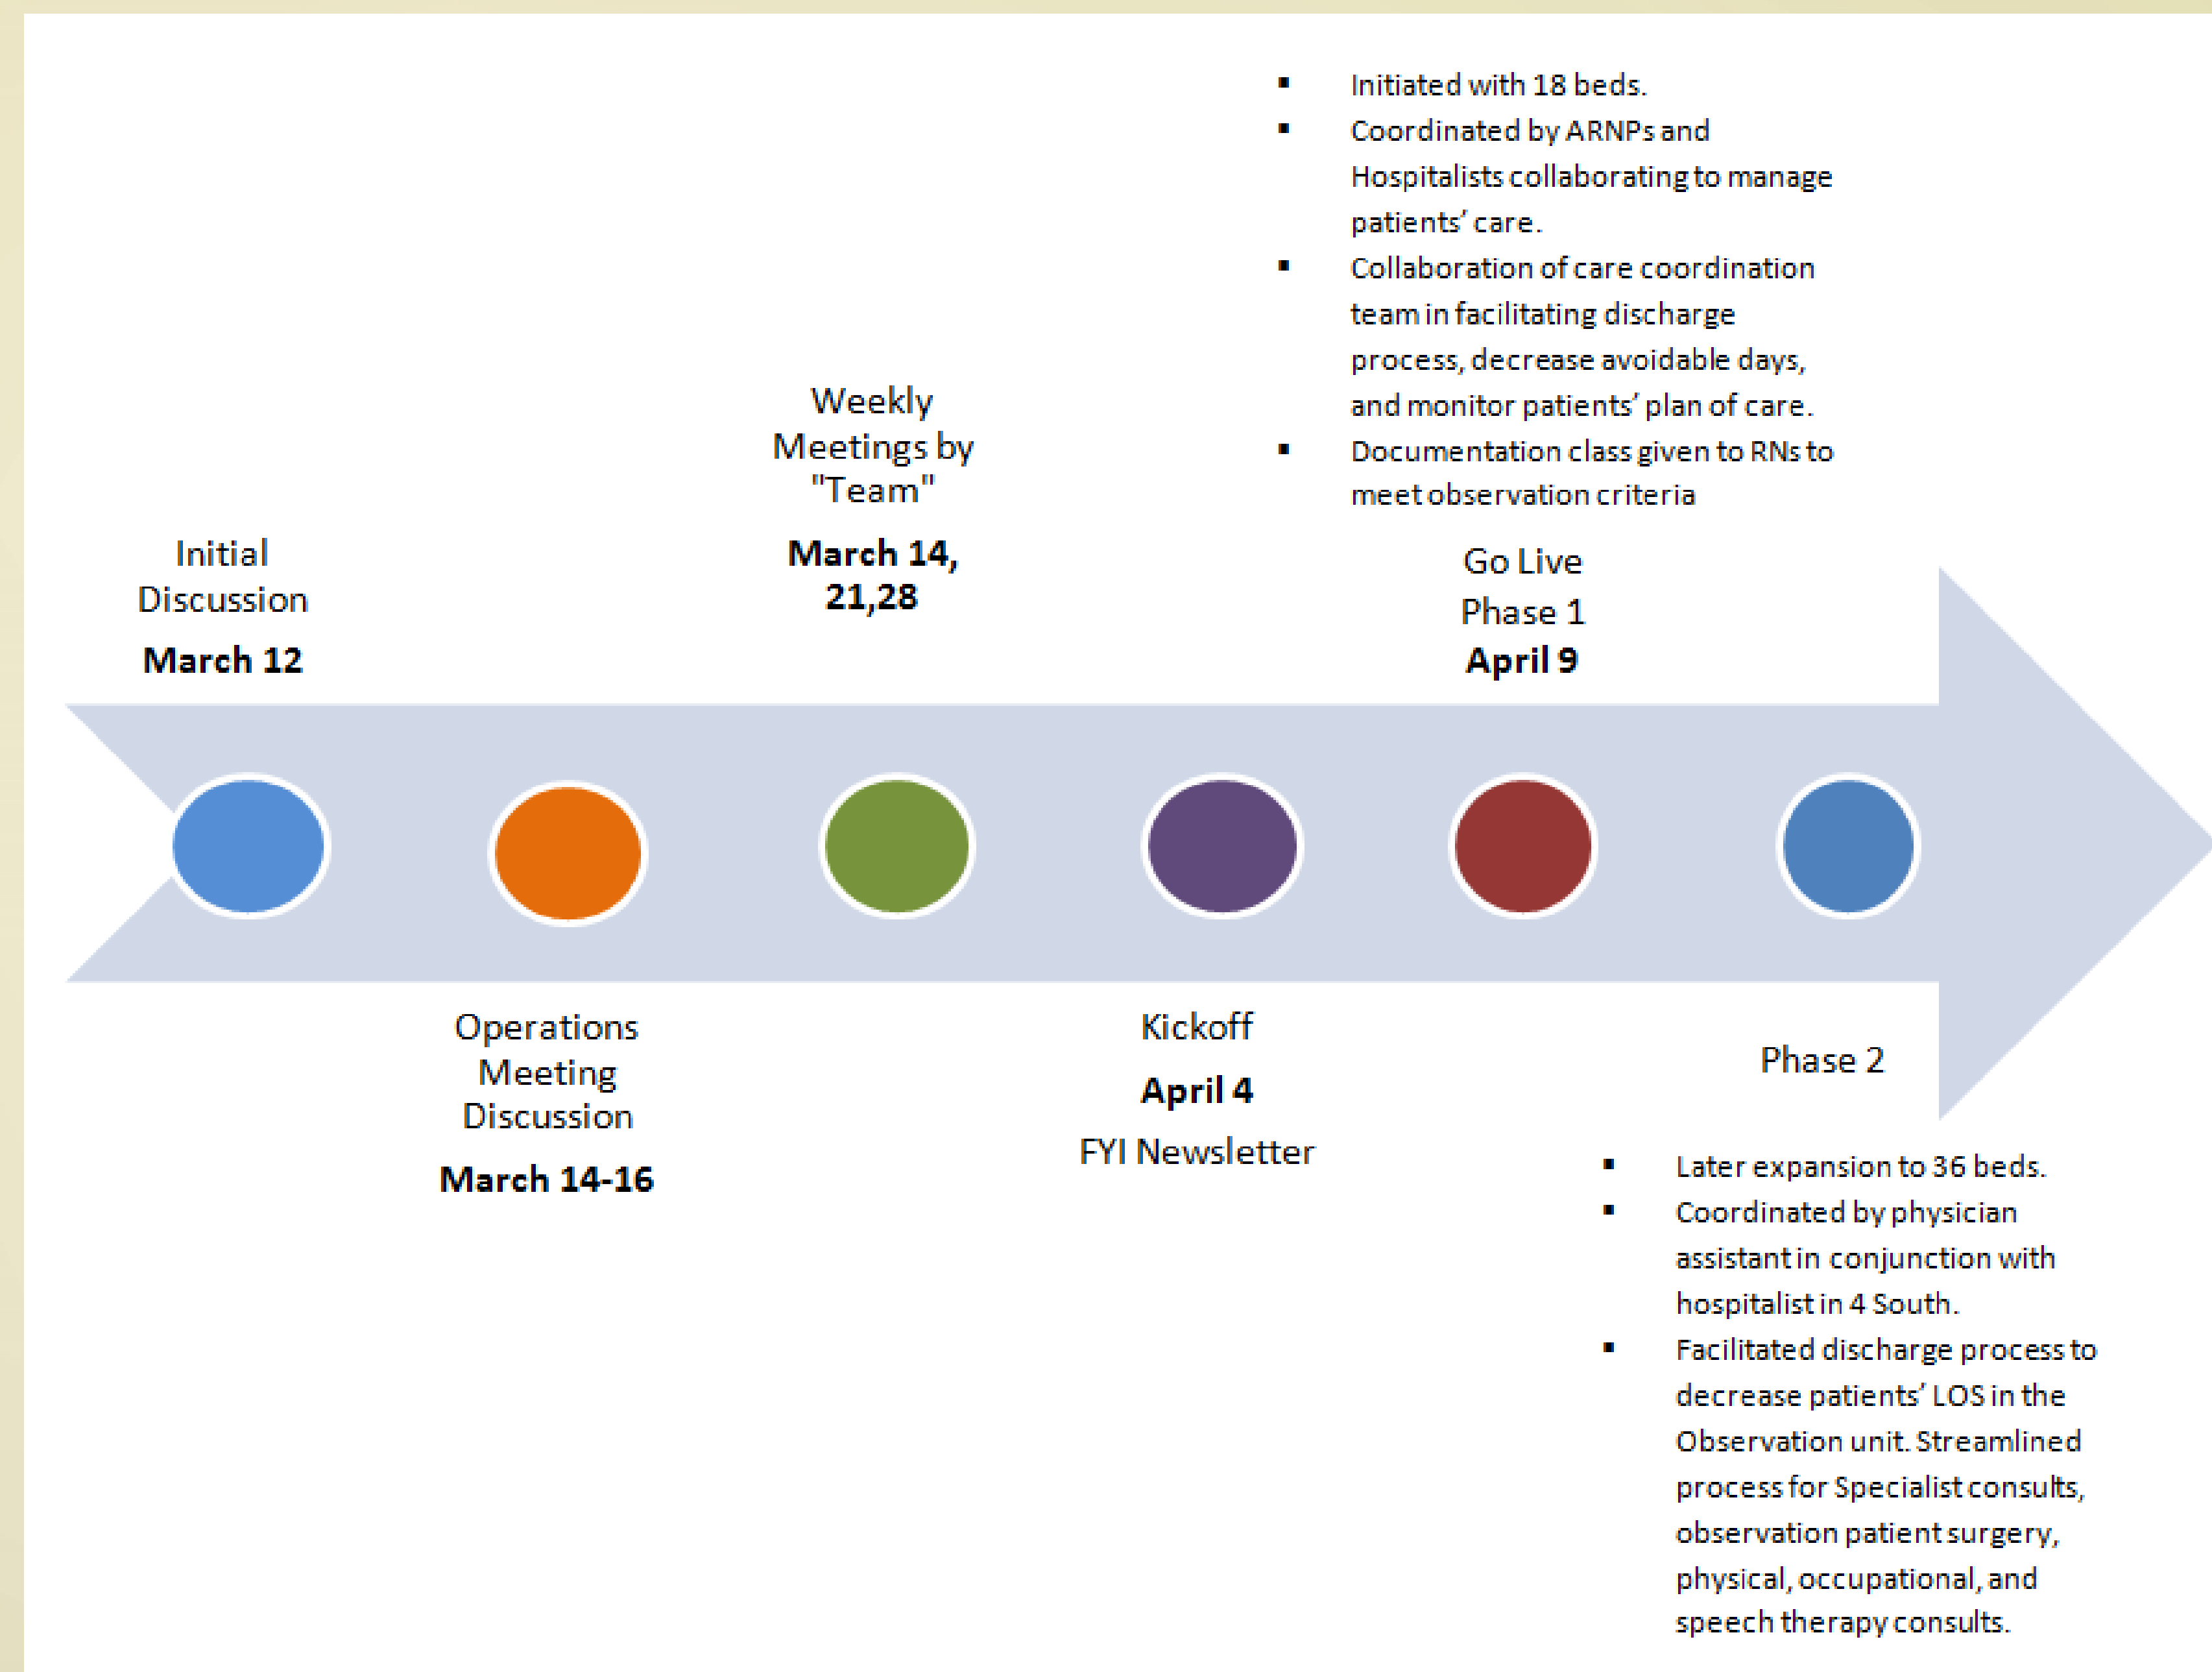 Initial
Discussion
March 12
Operations
Meeting
Discussion
March 14-16
Weekly
Meetings by
"Team"
March 14,
21,28
Kickoff
April 4
FYI Newsletter
▪ Initiated with 18 beds.
▪ Coordinated by ARNPs and
Hospitalists collaborating to manage
patients’ care.
▪ Collaboration of care coordination
team in facilitating discharge
process, decrease avoidable days,
and monitor patients’ plan of care.
▪ Documentation class given to RNs to
meet observation criteria
Go Live
Phase 1
April 9
Phase 2
▪ Later expansion to 36 beds.
▪ Coordinated by physician
assistant in conjunction with
hospitalist in 4 South.
▪ Facilitated discharge process to
decrease patients’ LOS in the
Observation unit. Streamlined
process for Specialist consults,
observation patient surgery,
physical, occupational, and
speech therapy consults.